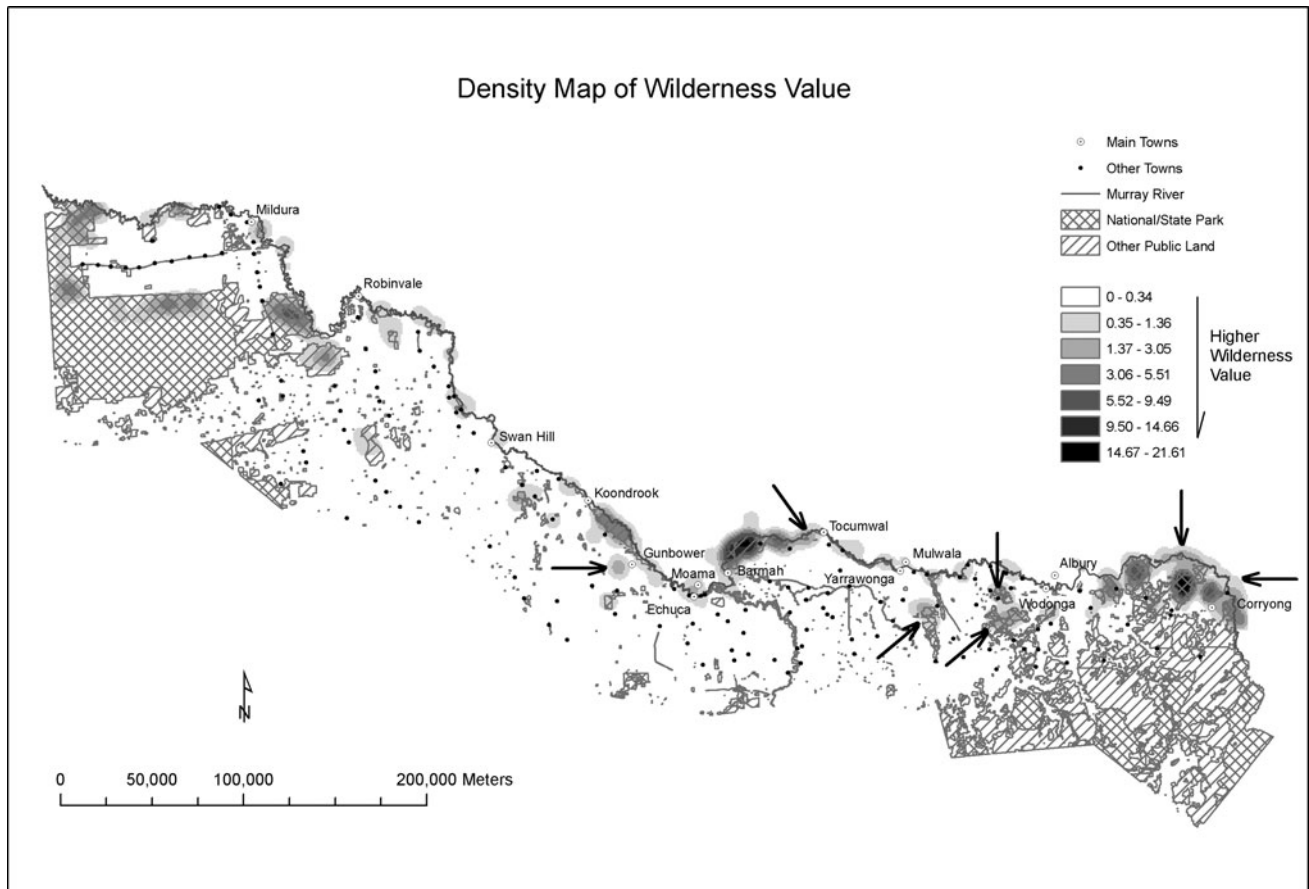 Density Map of Wilderness Value
Main Towns
Other Towns
Murray River
National/State Park
Other Public Land
0 - 0.34
0.35 - 1.36
1.37 - 3.05
3.06 - 5.51
5.52 - 9.49
9.50 - 14.66
14.67 - 21.61
Higher
Wilderness
Value
Mildura
Robinvale
Swan Hill
Koondrook
Gunbower
Moama
Barmah
Echuca
Tocumwal
Mulwala
Yarrawonga
Albury
Wodonga
Corryong
N
0 50,000 100,000 200,000 Meters